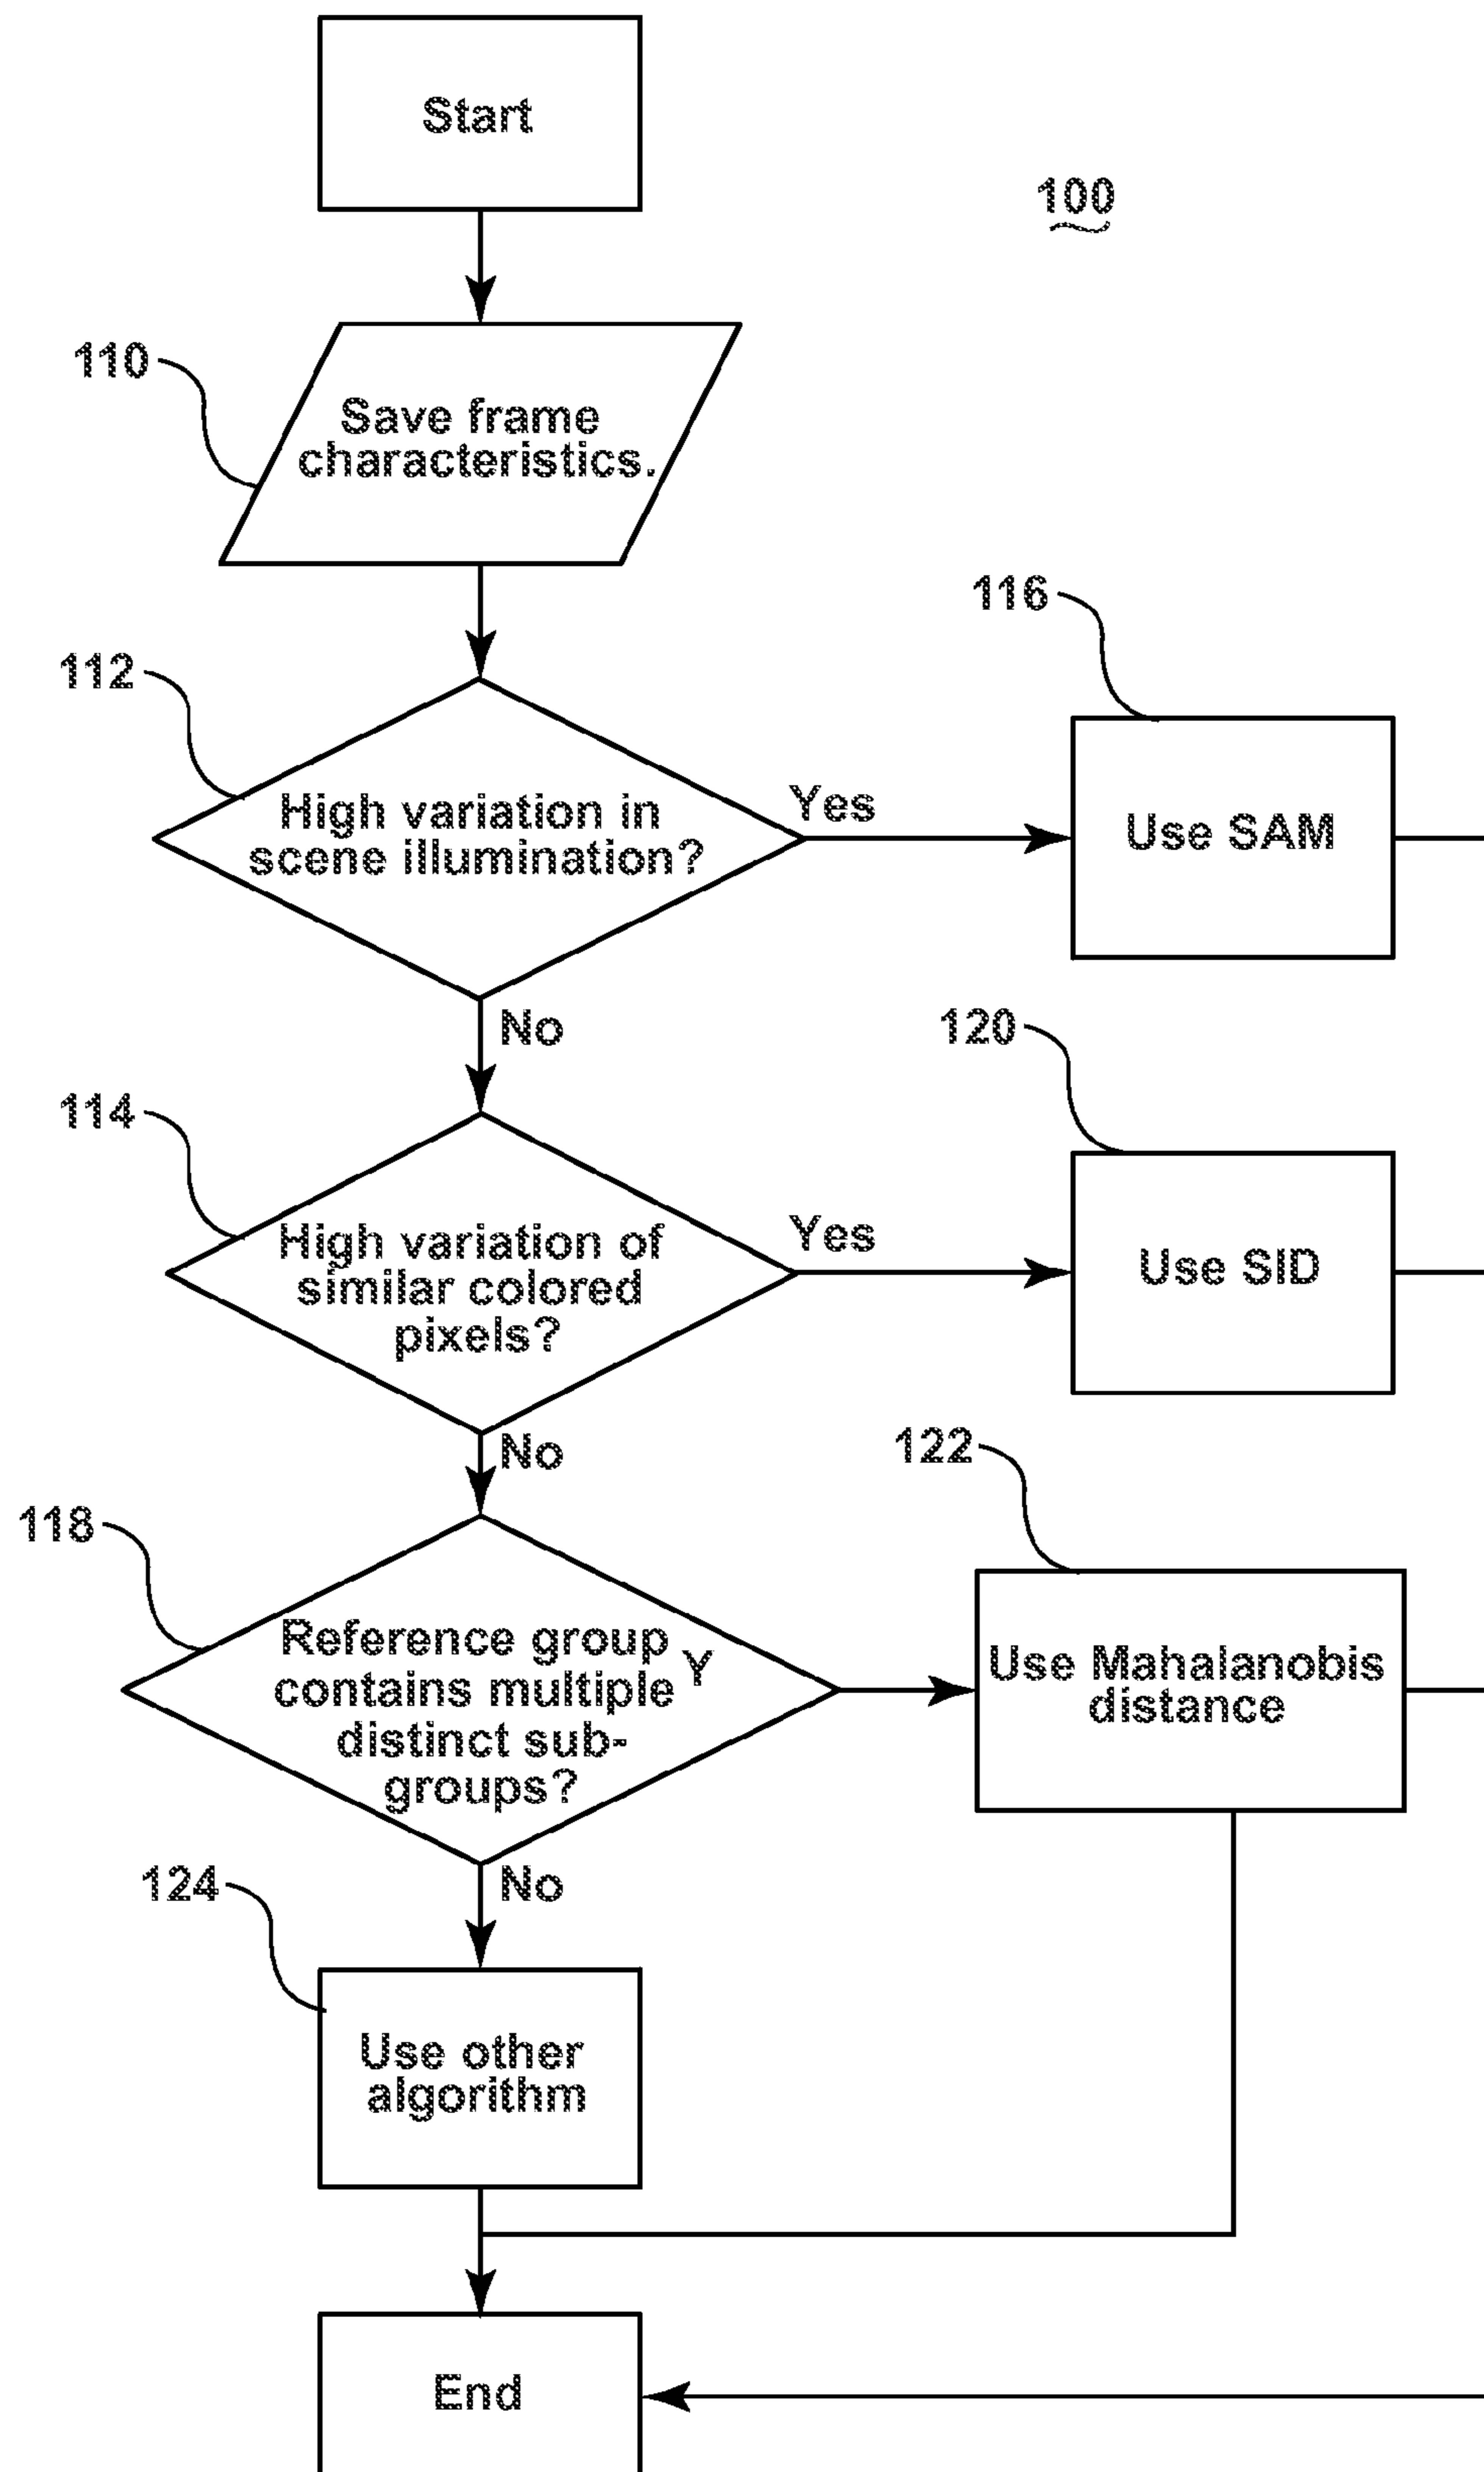 Start
100
110
Save frame
characteristics.
116
112
High variation in
scene illumination?
Yes
Use SAM
No
120
114
High variation of
similar colored
pixels?
Yes
Use SID
No
122
118
Reference group
contains multiple
distinct sub-
groups?
Y
Use Mahalanobis
distance
No
124
Use other
algorithm
End